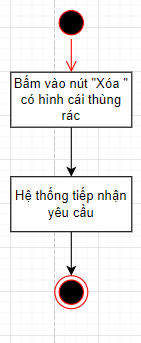 Bấm vào nút "Xóa "
có hình cái thùng
rác
Hệ thống tiếp nhận
yêu cầu